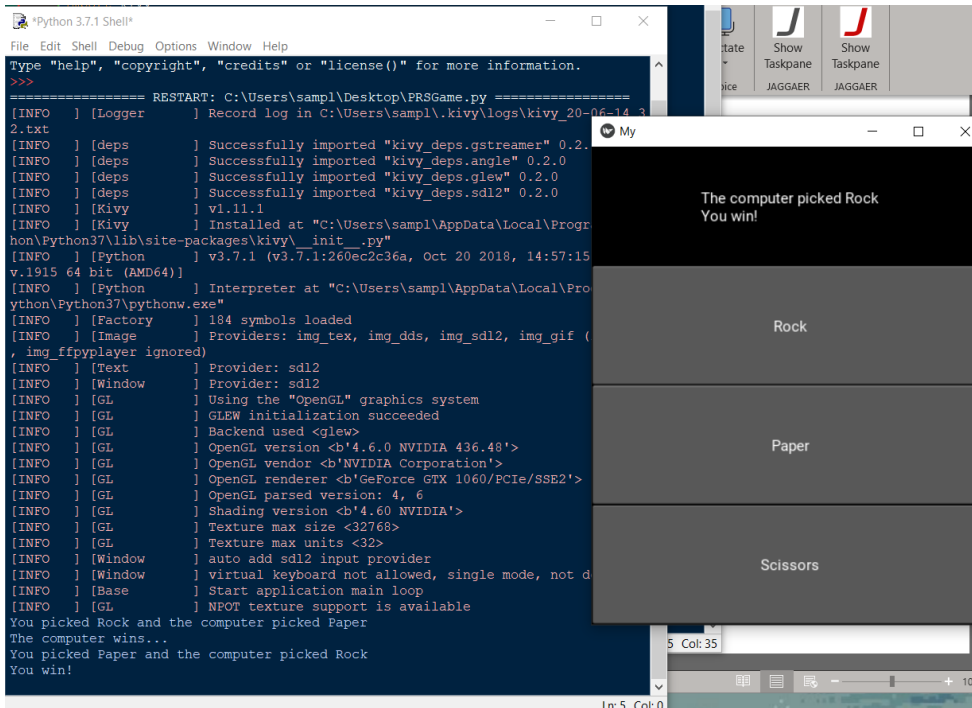 *Python 3.7.1 Shell*
File Edit Shell Debug Options Window Help
Type "help", "copyright", "credits" or "license()" for more information.
>>>
================= RESTART: C:\Users\sampl\Desktop\PRSGame.py =================
[INFO   ] [Logger      ] Record log in C:\Users\sampl\.kivy\logs\kivy_20-06-14_3
2.txt
[INFO   ] [deps        ] Successfully imported "kivy_deps.gstreamer" 0.2.
[INFO   ] [deps        ] Successfully imported "kivy_deps.angle" 0.2.0
[INFO   ] [deps        ] Successfully imported "kivy_deps.glew" 0.2.0
[INFO   ] [deps        ] Successfully imported "kivy_deps.sdl2" 0.2.0
[INFO   ] [Kivy        ] v1.11.1
[INFO   ] [Kivy        ] Installed at "C:\Users\sampl\AppData\Local\Progr
hon\Python37\lib\site-packages\kivy\__init__.py"
[INFO   ] [Python      ] v3.7.1 (v3.7.1:260ec2c36a, Oct 20 2018, 14:57:15
v.1915 64 bit (AMD64)]
[INFO   ] [Python      ] Interpreter at "C:\Users\sampl\AppData\Local\Pro
ython\Python37\pythonw.exe"
[INFO   ] [Factory     ] 184 symbols loaded
[INFO   ] [Image       ] Providers: img_tex, img_dds, img_sdl2, img_gif (
, img_ffpyplayer ignored)
[INFO   ] [Text        ] Provider: sdl2
[INFO   ] [Window      ] Provider: sdl2
[INFO   ] [GL          ] Using the "OpenGL" graphics system
[INFO   ] [GL          ] GLEW initialization succeeded
[INFO   ] [GL          ] Backend used <glew>
[INFO   ] [GL          ] OpenGL version <b'4.6.0 NVIDIA 436.48'>
[INFO   ] [GL          ] OpenGL vendor <b'NVIDIA Corporation'>
[INFO   ] [GL          ] OpenGL renderer <b'GeForce GTX 1060/PCIe/SSE2'>
[INFO   ] [GL          ] OpenGL parsed version: 4, 6
[INFO   ] [GL          ] Shading version <b'4.60 NVIDIA'>
[INFO   ] [GL          ] Texture max size <32768>
[INFO   ] [GL          ] Texture max units <32>
[INFO   ] [Window      ] auto add sdl2 input provider
[INFO   ] [Window      ] virtual keyboard not allowed, single mode, not d
[INFO   ] [Base        ] Start application main loop
[INFO   ] [GL          ] NPOT texture support is available
You picked Rock and the computer picked Paper
The computer wins...
You picked Paper and the computer picked Rock
You win!
Ln: 5 Col: 0
5 Col: 35
tate
Show
Taskpane
Show
Taskpane
oice
JAGGAER
JAGGAER
My
The computer picked Rock
You win!
Rock
Paper
Scissors
10